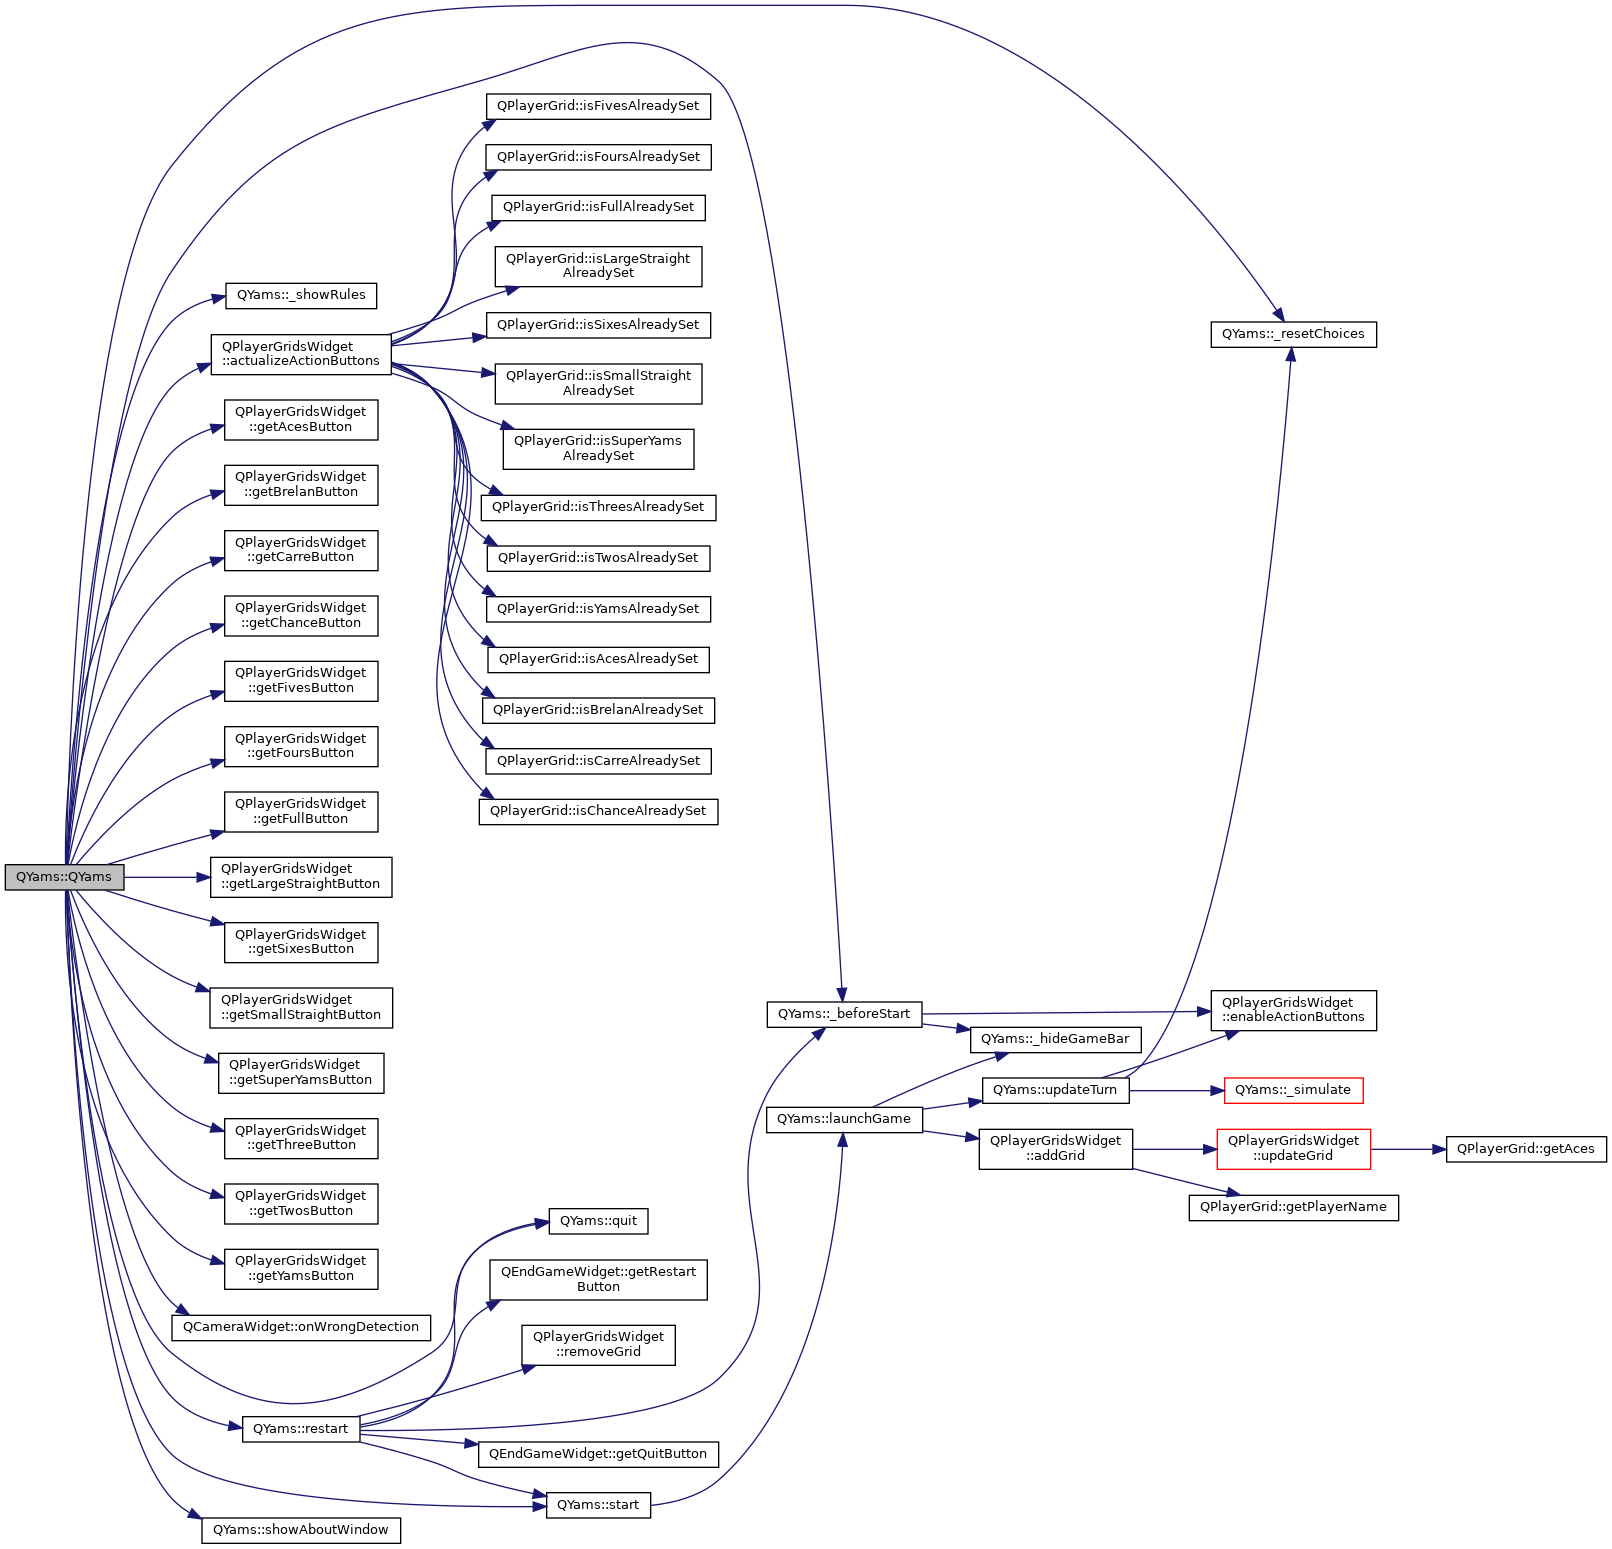 QPlayerGrid::isFivesAlreadySet
QPlayerGrid::isFoursAlreadySet
QPlayerGrid::isFullAlreadySet
QPlayerGrid::isLargeStraight
AlreadySet
QYams::_showRules
QPlayerGrid::isSixesAlreadySet
QYams::_resetChoices
QPlayerGridsWidget
::actualizeActionButtons
QPlayerGrid::isSmallStraight
AlreadySet
QPlayerGridsWidget
::getAcesButton
QPlayerGrid::isSuperYams
AlreadySet
QPlayerGridsWidget
::getBrelanButton
QPlayerGrid::isThreesAlreadySet
QPlayerGridsWidget
::getCarreButton
QPlayerGrid::isTwosAlreadySet
QPlayerGridsWidget
::getChanceButton
QPlayerGrid::isYamsAlreadySet
QPlayerGrid::isAcesAlreadySet
QPlayerGridsWidget
::getFivesButton
QPlayerGrid::isBrelanAlreadySet
QPlayerGridsWidget
::getFoursButton
QPlayerGrid::isCarreAlreadySet
QPlayerGridsWidget
::getFullButton
QPlayerGrid::isChanceAlreadySet
QYams::QYams
QPlayerGridsWidget
::getLargeStraightButton
QPlayerGridsWidget
::getSixesButton
QPlayerGridsWidget
::getSmallStraightButton
QYams::_beforeStart
QPlayerGridsWidget
::enableActionButtons
QYams::_hideGameBar
QPlayerGridsWidget
::getSuperYamsButton
QYams::updateTurn
QYams::_simulate
QYams::launchGame
QPlayerGridsWidget
::getThreeButton
QPlayerGridsWidget
::addGrid
QPlayerGridsWidget
::updateGrid
QPlayerGrid::getAces
QPlayerGridsWidget
::getTwosButton
QPlayerGrid::getPlayerName
QYams::quit
QPlayerGridsWidget
::getYamsButton
QEndGameWidget::getRestart
Button
QCameraWidget::onWrongDetection
QPlayerGridsWidget
::removeGrid
QYams::restart
QEndGameWidget::getQuitButton
QYams::start
QYams::showAboutWindow